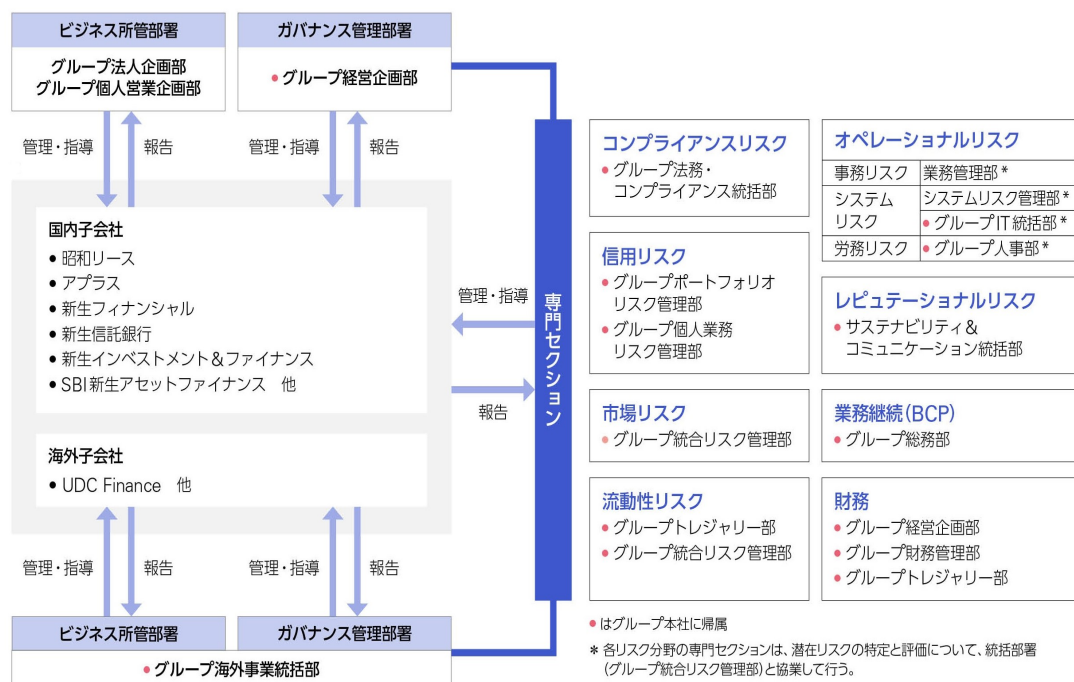 ビジネス所管部署
グループ法人企画部
グループ個人営業企画部
ガバナンス管理部署
● グループ経営企画部
管理・指導
報告
管理・指導
報告
国内子会社
● 昭和リース
● アプラス
● 新生フィナンシャル
● 新生信託銀行
● 新生インベストメント&ファイナンス
● SBI新生アセットファイナンス 他
海外子会社
● UDC Finance 他
管理・指導
報告
専門セクション
管理・指導
報告
管理・指導
報告
ビジネス所管部署
ガバナンス管理部署
● グループ海外事業統括部
コンプライアンスリスク
● グループ法務・
コンプライアンス統括部
信用リスク
● グループポートフォリオ
リスク管理部
● グループ個人業務
リスク管理部
市場リスク
● グループ統合リスク管理部
流動性リスク
● グループトレジャリー部
● グループ統合リスク管理部
オペレーショナルリスク
事務リスク 業務管理部*
システム
リスク
システムリスク管理部*
● グループIT統括部*
労務リスク ● グループ人事部*
レピュテーショナルリスク
● サステナビリティ&
コミュニケーション統括部
業務継続(BCP)
● グループ総務部
財務
● グループ経営企画部
● グループ財務管理部
● グループトレジャリー部
● はグループ本社に帰属
* 各リスク分野の専門セクションは、潜在リスクの特定と評価について、統括部署
(グループ統合リスク管理部)と協業して行う。